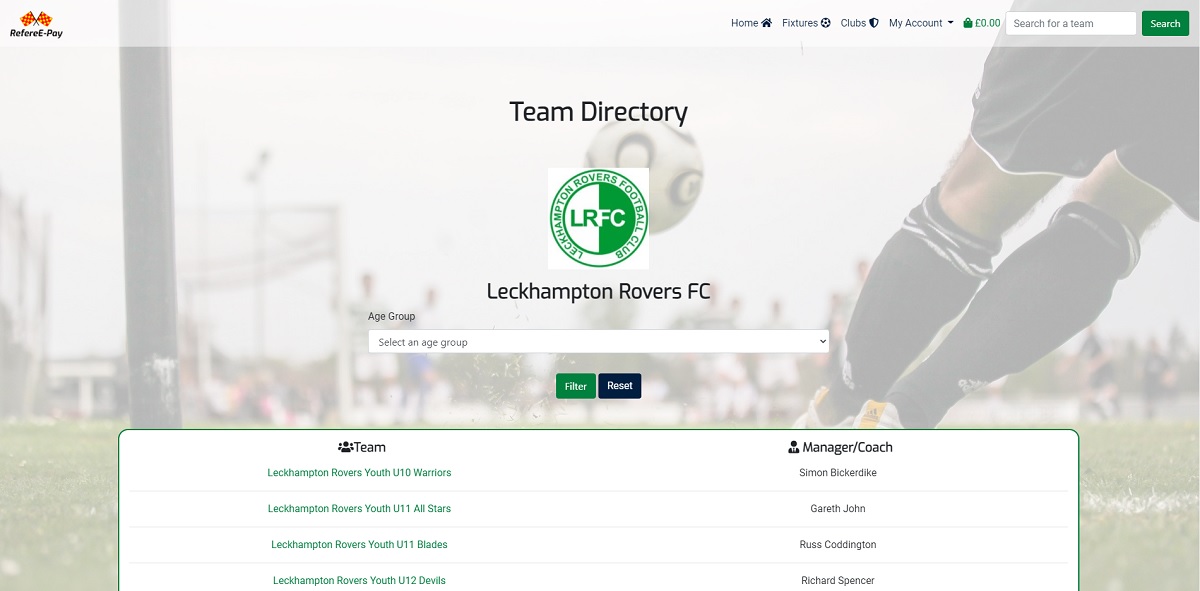 RefereE-Pay
Home Fixtures Clubs My Account £0.00 Search for a team Search
Team Directory
LECKHAMPTON ROVERS FOOTBALL CLUB
LRFC
Leckhampton Rovers FC
Age Group
Select an age group
Filter Reset
Team Manager/Coach
Leckhampton Rovers Youth U10 Warriors Simon Bickerdike
Leckhampton Rovers Youth U11 All Stars Gareth John
Leckhampton Rovers Youth U11 Blades Russ Coddington
Leckhampton Rovers Youth U12 Devils Richard Spencer